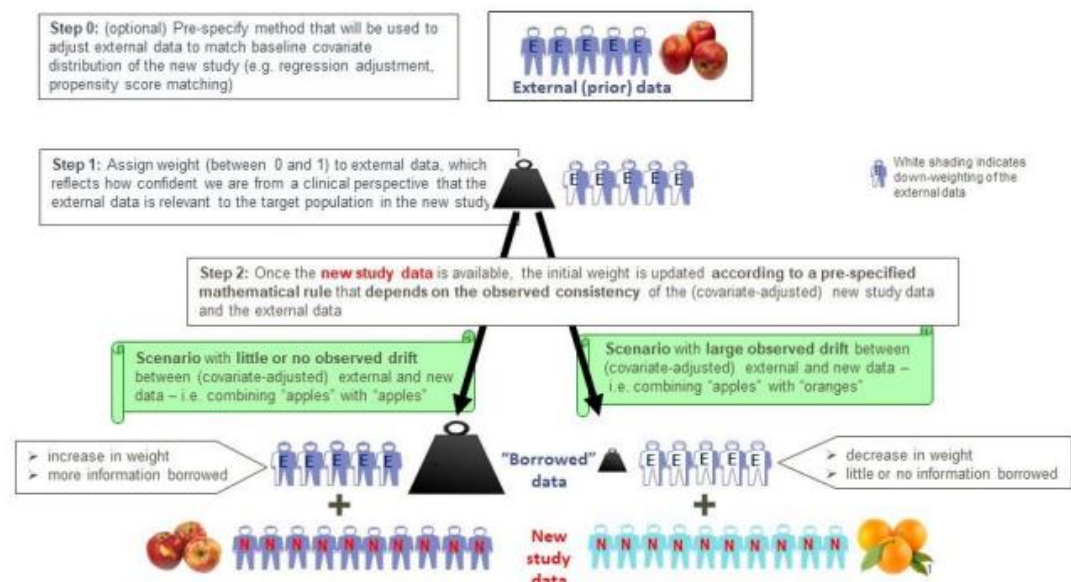 Step 0: (optional) Pre-specify method that will be used to
adjust external data to match baseline covariate
distribution of the new study (e.g. regression adjustment,
propensity score matching)
E E E E E
External (prior) data
Step 1: Assign weight (between 0 and 1) to external data, which
reflects how confident we are from a clinical perspective that the
external data is relevant to the target population in the new study
E E E E E
E
White shading indicates
down-weighting of the
external data
Step 2: Once the new study data is available, the initial weight is updated according to a pre-specified
mathematical rule that depends on the observed consistency of the (covariate-adjusted) new study data
and the external data
Scenario with little or no observed drift
between (covariate-adjusted) external and new
data – i.e. combining "apples" with "apples"
Scenario with large observed drift between
(covariate-adjusted) external and new data –
i.e. combining "apples" with "oranges"
➢ increase in weight
➢ more information borrowed
E E E E E
"Borrowed"
data
E E E E E
➢ decrease in weight
➢ little or no information borrowed
+
+
N N N N N N N N N N
New
study
data
N N N N N N N N N N